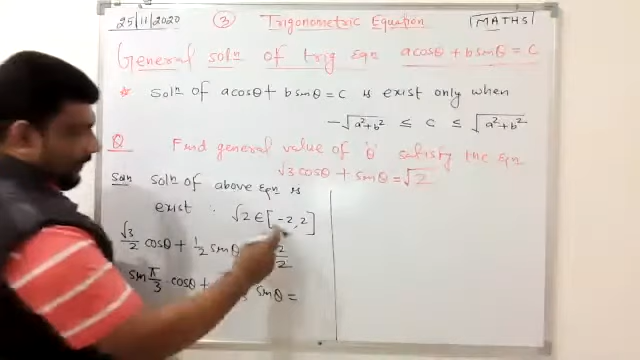 25/11/2020 ③ Trigonometric Equation MATHS
General solⁿ of trig Eqn acosθ + bsinθ = c
* solⁿ of acosθ + bsinθ = c is exist only when
-√a²+b² ≤ c ≤ √a²+b²
Q Find general value of 'θ' satisfy the eqn
√3 cosθ + sinθ = √2
Solⁿ solⁿ of above Eqn is
exist ∵ √2 ∈ [-2, 2]
√3/2 cosθ + 1/2 sinθ 2/2
sin π/3 cosθ + 3 sinθ =